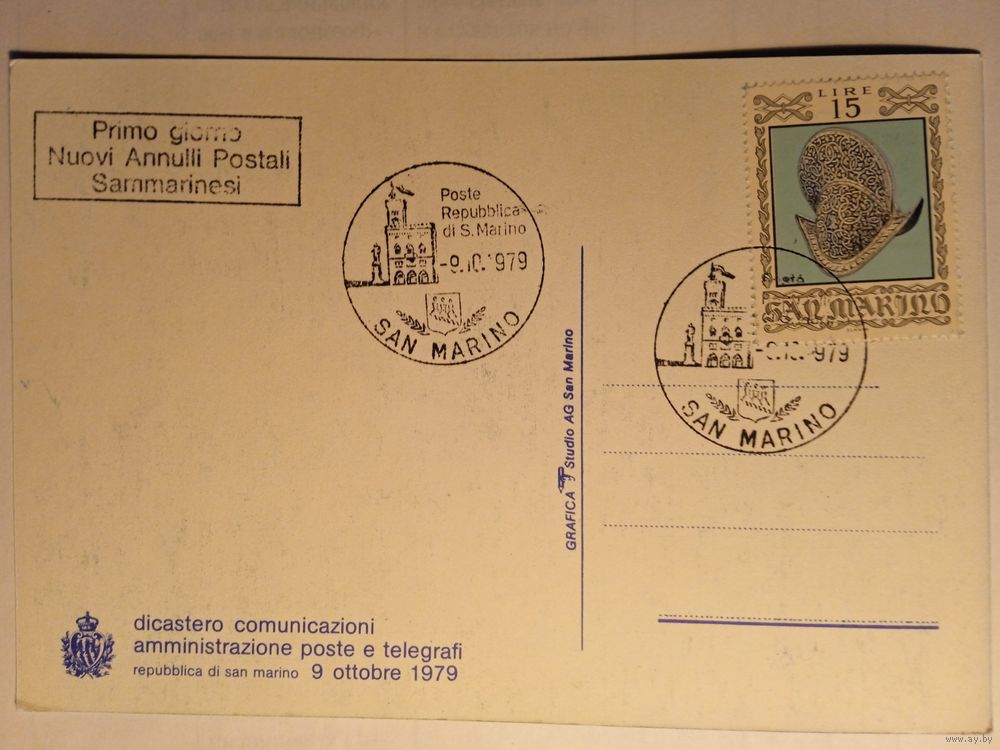 Primo giorno
Nuovi Annulli Postali
Sammarinesi
Poste
Repubblica
di S. Marino
-9.10.1979
SAN MARINO
LIRE
15
SAN MARINO
1979
SAN MARINO
GRAFICA Studio AG San Marino
dicastero comunicazioni
amministrazione poste e telegrafi
repubblica di san marino 9 ottobre 1979
www.ay.by